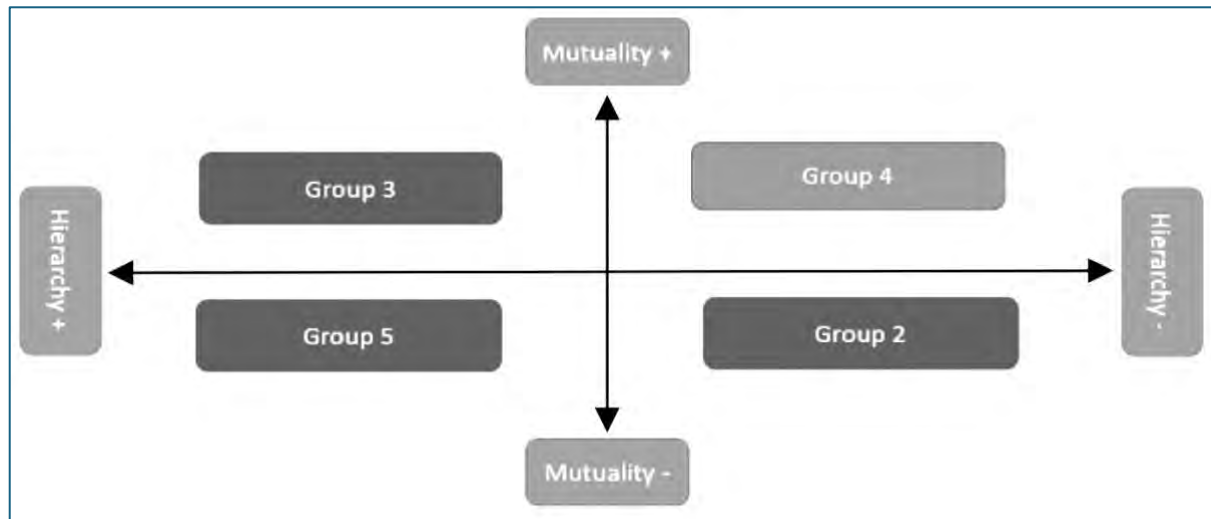 Mutuality +
Group 3
Group 4
Hierarchy +
Hierarchy -
Group 5
Group 2
Mutuality -